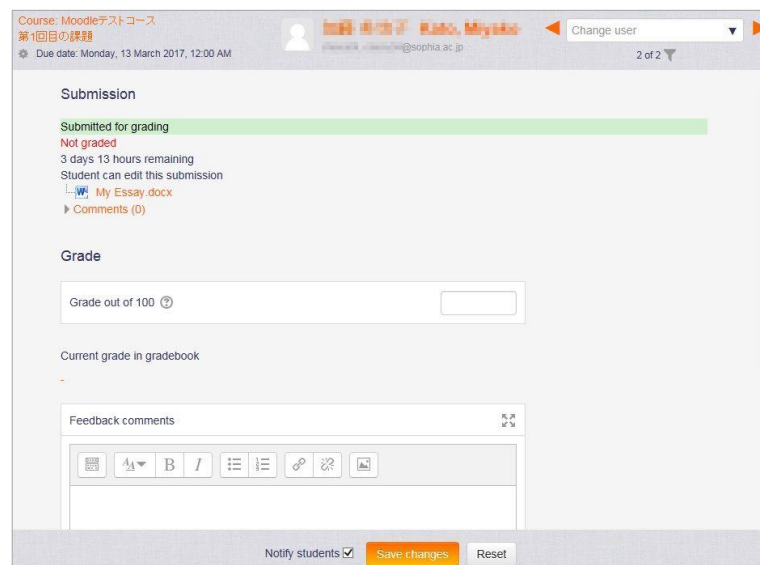 Course: Moodleテストコース
第1回目の課題
Due date: Monday, 13 March 2017, 12:00 AM
@sophia.ac.jp
Change user
2 of 2
Submission
Submitted for grading
Not graded
3 days 13 hours remaining
Student can edit this submission
My Essay.docx
Comments (0)
Grade
Grade out of 100
Current grade in gradebook
-
Feedback comments
B I
Notify students Save changes Reset